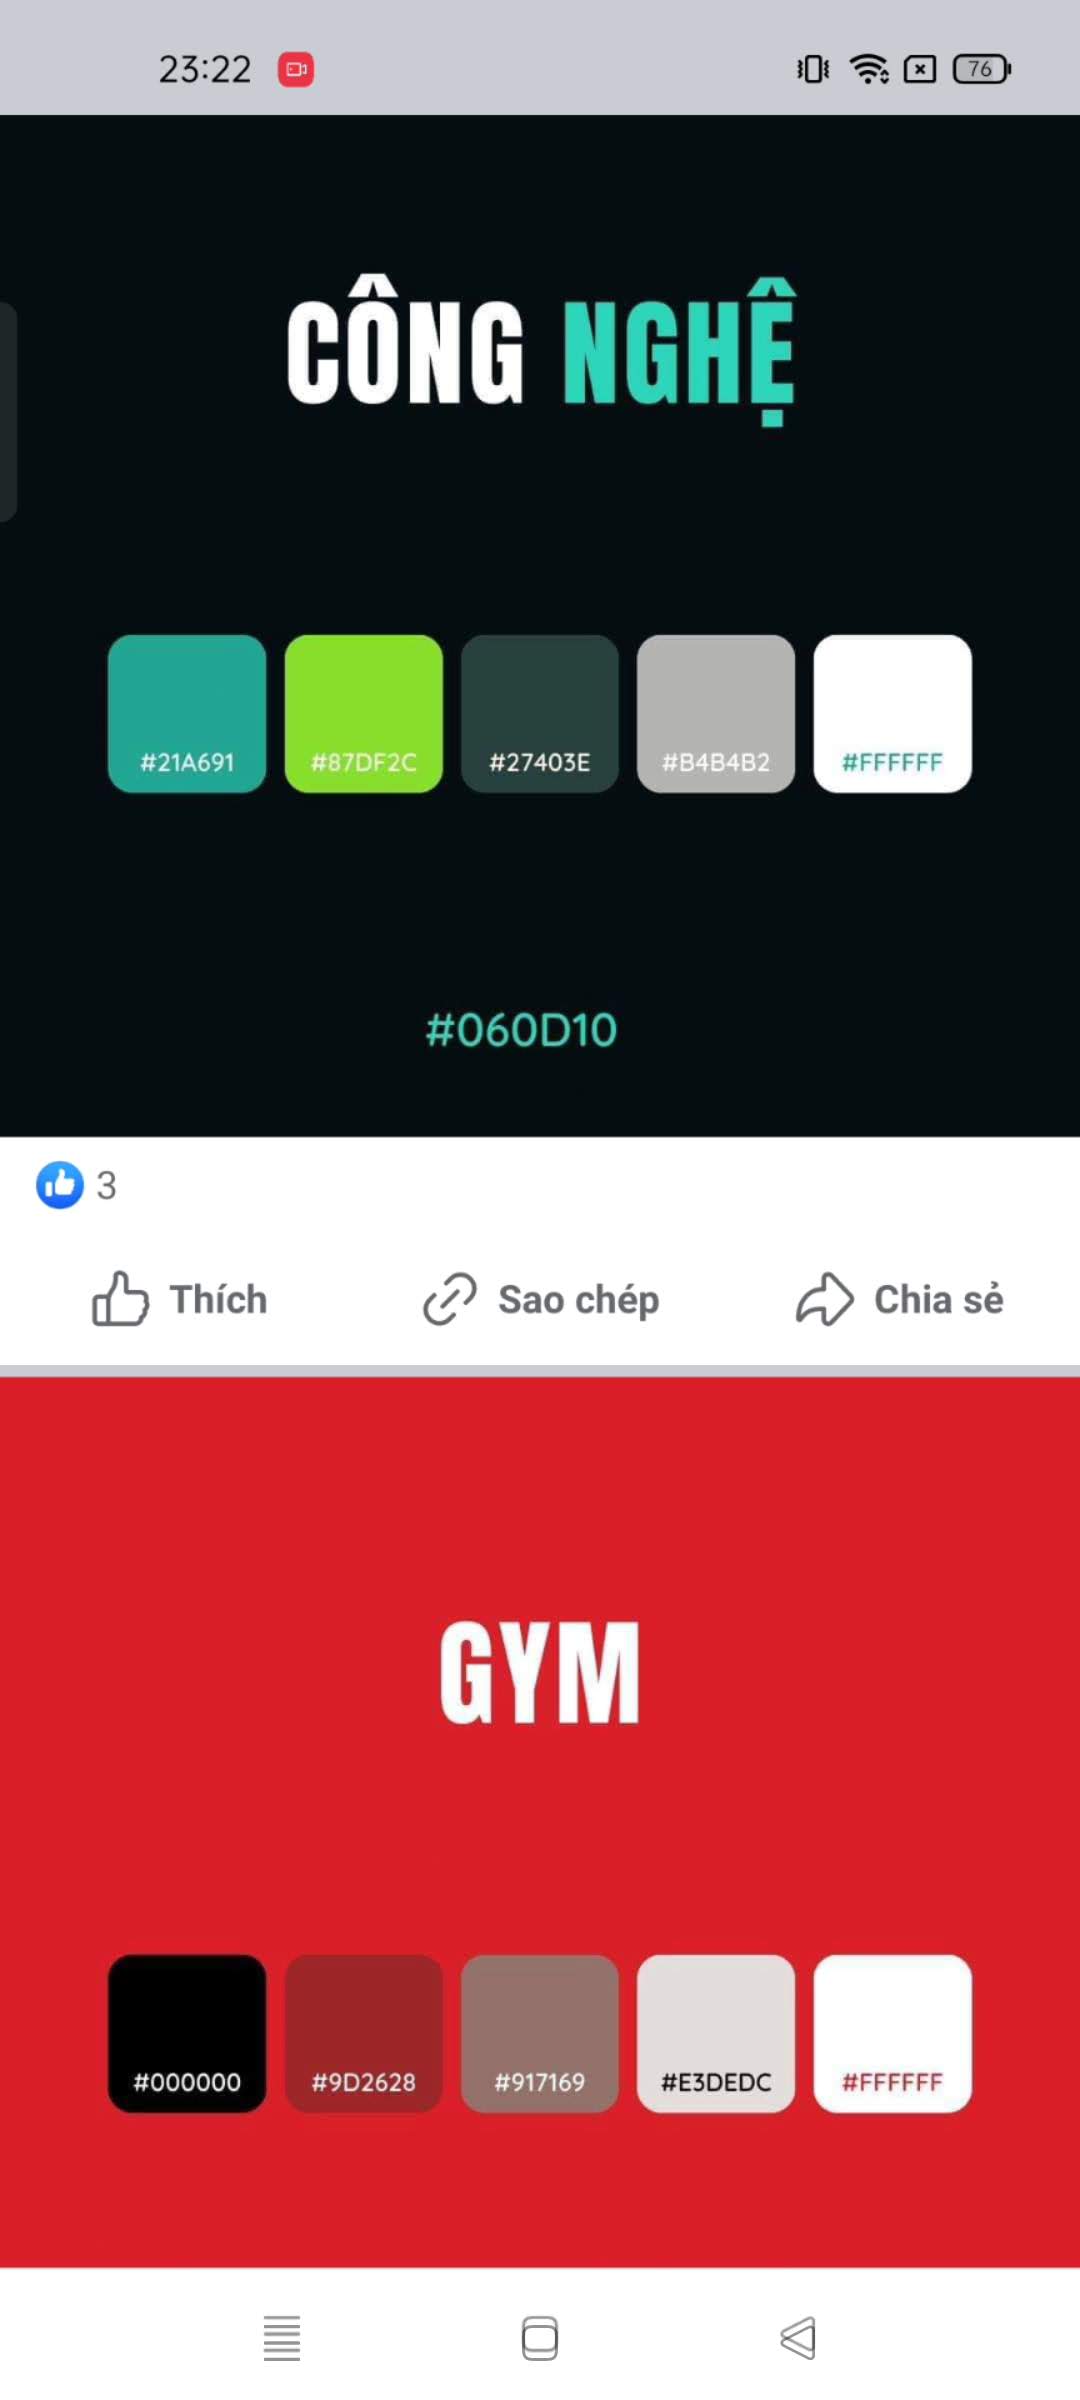 23:22
76
CÔNG NGHỆ
#21A691 #87DF2C #27403E #B4B4B2 #FFFFFF
#060D10
3
Thích Sao chép Chia sẻ
GYM
#000000 #9D2628 #917169 #E3DEDC #FFFFFF